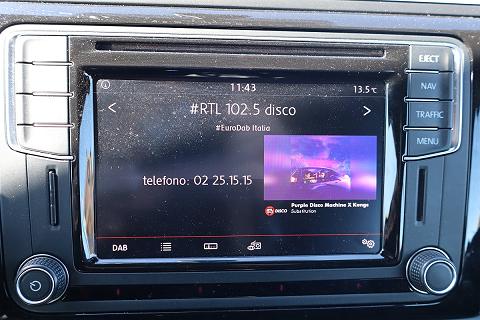 EJECT
11:43
13.5°C
NAV
#RTL 102.5 disco
#EuroDab Italia
TRAFFIC
MENU
telefono: 02 25.15.15
DISCO
Purple Disco Machine X Kungs
Substitution
DAB